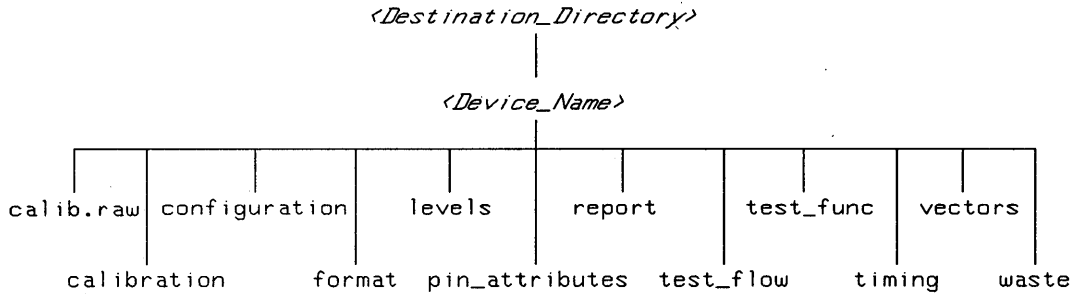 <Destination_Directory>
<Device_Name>
calib.raw configuration levels report test_func vectors
calibration format pin_attributes test_flow timing waste